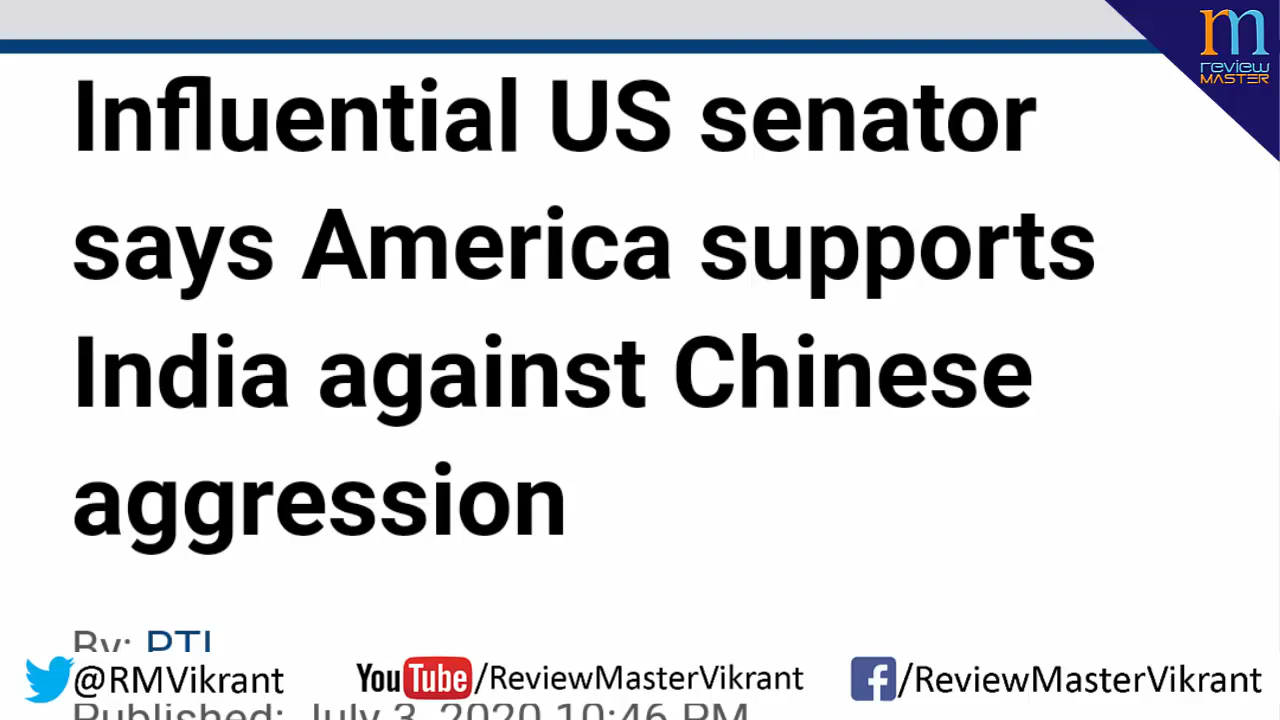 m
review
MASTER
Influential US senator
says America supports
India against Chinese
aggression
By: PTI
@RMVikrant YouTube/ReviewMasterVikrant f/ReviewMasterVikrant
Published: July 3, 2020 10:46 PM